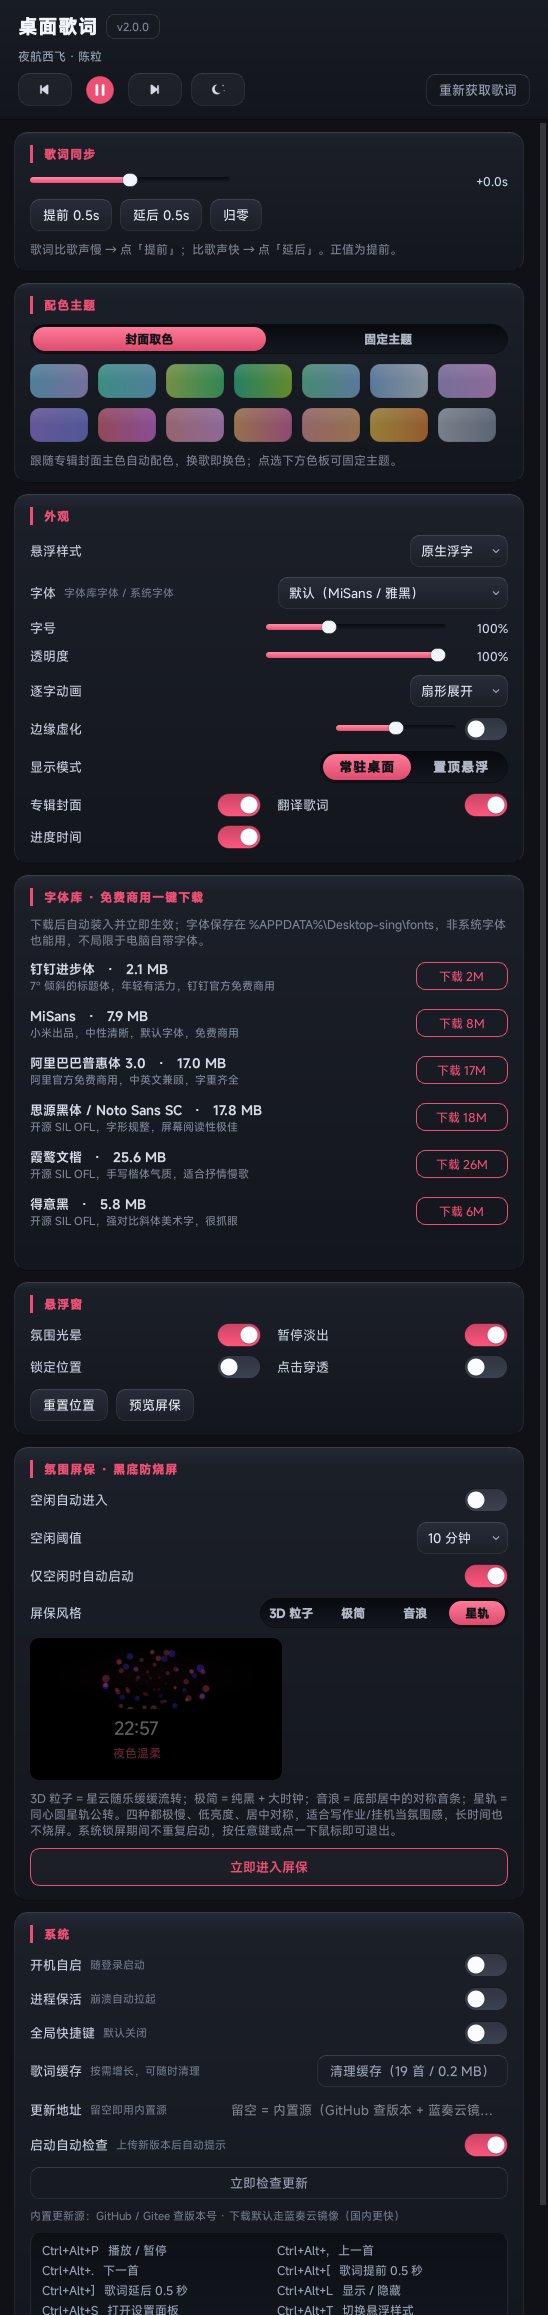 桌面歌词 v2.0.0
夜航西飞 · 陈粒
重新获取歌词
歌词同步
+0.0s
提前 0.5s 延后 0.5s 归零
歌词比歌声慢 → 点「提前」；比歌声快 → 点「延后」。正值为提前。
配色主题
封面取色 固定主题
跟随专辑封面主色自动配色，换歌即换色；点选下方色板可固定主题。
外观
悬浮样式 原生浮字
字体 字体库字体 / 系统字体 默认（MiSans / 雅黑）
字号 100%
透明度 100%
逐字动画 扇形展开
边缘虚化
显示模式 常驻桌面 置顶悬浮
专辑封面 翻译歌词
进度时间
字体库 · 免费商用一键下载
下载后自动装入并立即生效；字体保存在 %APPDATA%\Desktop-sing\fonts，非系统字体
也能用，不局限于电脑自带字体。
钉钉进步体 · 2.1 MB
7° 倾斜的标题体，年轻有活力，钉钉官方免费商用
下载 2M
MiSans · 7.9 MB
小米出品，中性清晰，默认字体，免费商用
下载 8M
阿里巴巴普惠体 3.0 · 17.0 MB
阿里官方免费商用，中英文兼顾，字重齐全
下载 17M
思源黑体 / Noto Sans SC · 17.8 MB
开源 SIL OFL，字形规整，屏幕阅读性极佳
下载 18M
霞鹜文楷 · 25.6 MB
开源 SIL OFL，手写楷体气质，适合抒情慢歌
下载 26M
得意黑 · 5.8 MB
开源 SIL OFL，强对比斜体美术字，很抓眼
下载 6M
悬浮窗
氛围光晕 暂停淡出
锁定位置 点击穿透
重置位置 预览屏保
氛围屏保 · 黑底防烧屏
空闲自动进入
空闲阈值 10 分钟
仅空闲时自动启动
屏保风格 3D 粒子 极简 音浪 星轨
22:57
夜色温柔
3D 粒子 = 星云随乐缓缓流转；极简 = 纯黑 + 大时钟；音浪 = 底部居中的对称音条；星轨 =
同心圆星轨公转。四种都极慢、低亮度、居中对称，适合写作业/挂机当氛围感，长时间也
不烧屏。系统锁屏期间不重复启动，按任意键或点一下鼠标即可退出。
立即进入屏保
系统
开机自启 随登录启动
进程保活 崩溃自动拉起
全局快捷键 默认关闭
歌词缓存 按需增长，可随时清理 清理缓存（19 首 / 0.2 MB）
更新地址 留空即用内置源 留空 = 内置源（GitHub 查版本 + 蓝奏云镜...
启动自动检查 上传新版本后自动提示
立即检查更新
内置更新源：GitHub / Gitee 查版本号 · 下载默认走蓝奏云镜像（国内更快）
Ctrl+Alt+P 播放 / 暂停 Ctrl+Alt+, 上一首
Ctrl+Alt+. 下一首 Ctrl+Alt+[ 歌词提前 0.5 秒
Ctrl+Alt+] 歌词延后 0.5 秒 Ctrl+Alt+L 显示 / 隐藏
Ctrl+Alt+S 打开设置面板 Ctrl+Alt+T 切换悬浮样式